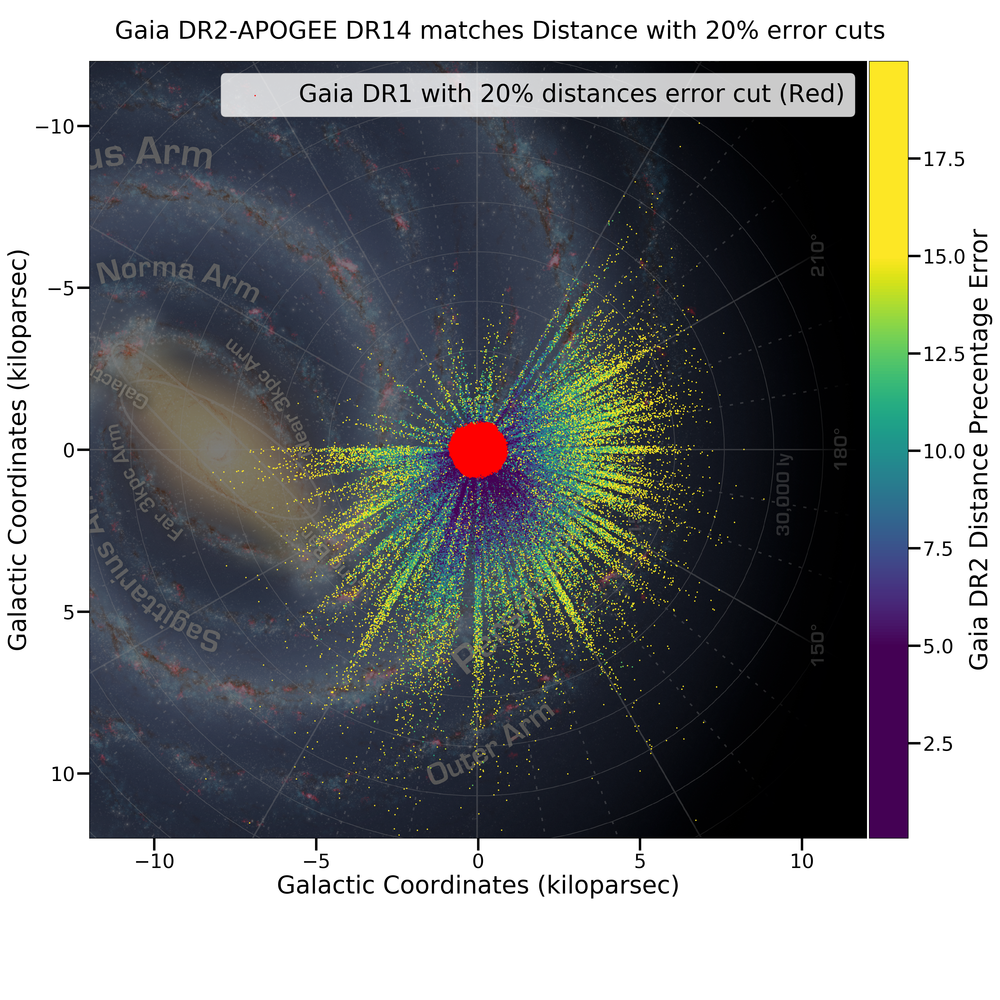 Gaia DR2-APOGEE DR14 matches Distance with 20% error cuts
Gaia DR1 with 20% distances error cut (Red)
Galactic Coordinates (kiloparsec)
−10
−5
0
5
10
−10
−5
0
5
10
Galactic Coordinates (kiloparsec)
17.5
15.0
12.5
10.0
7.5
5.0
2.5
Gaia DR2 Distance Precentage Error
us Arm
Norma Arm
Near 3kpc Arm
Galacti
Far 3kpc Arm
Sagittarius A
Outer Arm
210°
180°
30,000 ly
150°